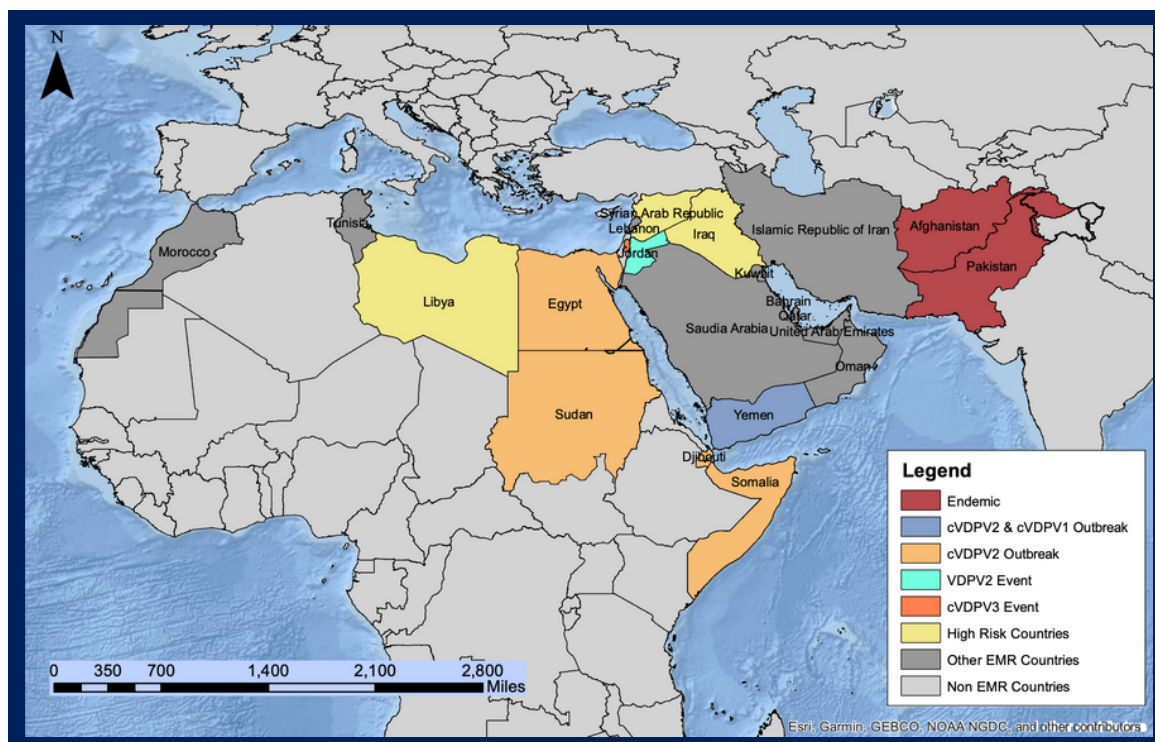 N
Tunisia
Morocco
Libya
Egypt
Sudan
Syrian Arab Republic
Lebanon
Iraq
Jordan
Islamic Republic of Iran
Afghanistan
Pakistan
Kuwait
Bahrain
Qatar
Saudia Arabia
United Arab Emirates
Oman
Yemen
Djibouti
Somalia
Legend
Endemic
cVDPV2 & cVDPV1 Outbreak
cVDPV2 Outbreak
VDPV2 Event
cVDPV3 Event
High Risk Countries
Other EMR Countries
Non EMR Countries
0 350 700 1,400 2,100 2,800
Miles
Esri, Garmin, GEBCO, NOAA NGDC, and other contributors